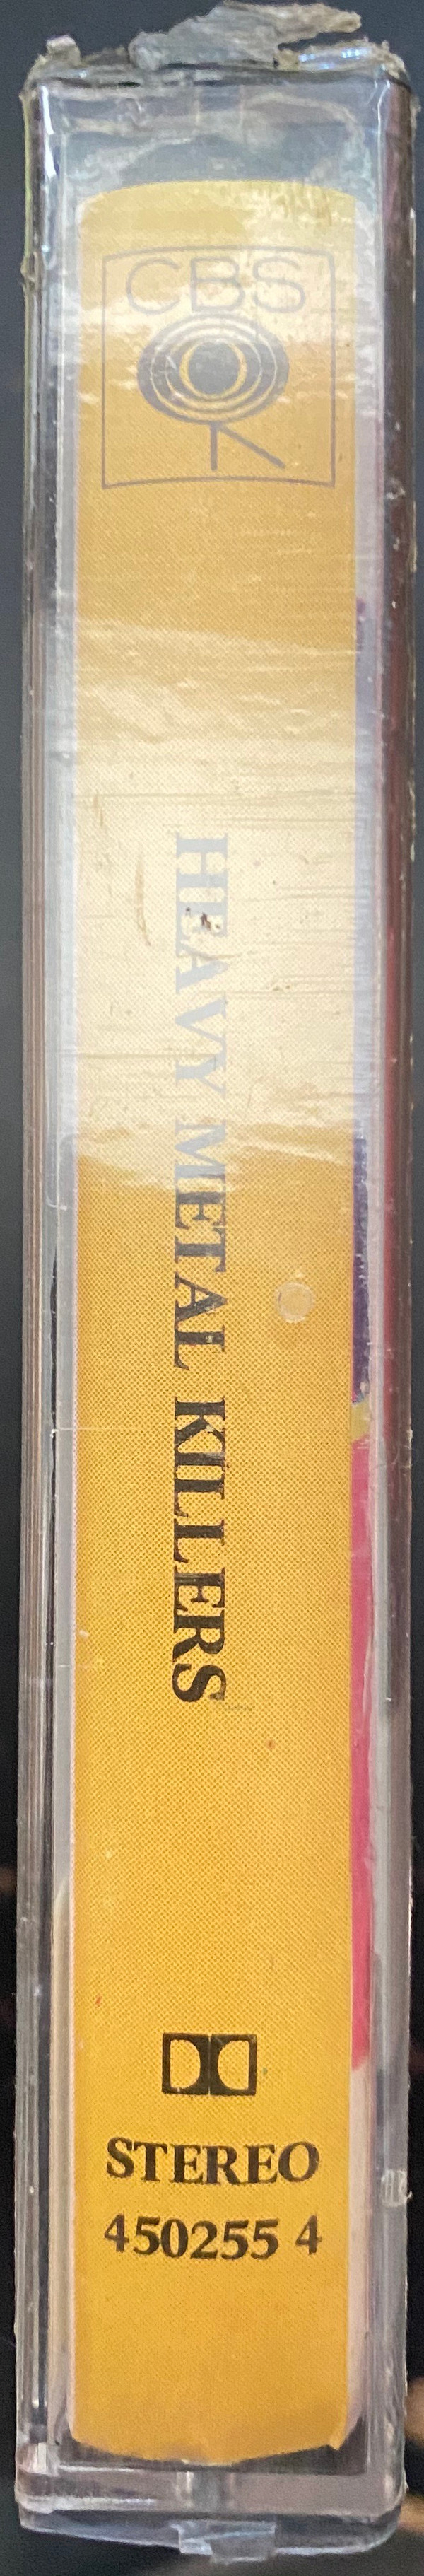 CBS
HEAVY METAL KILLERS
STEREO
450255 4